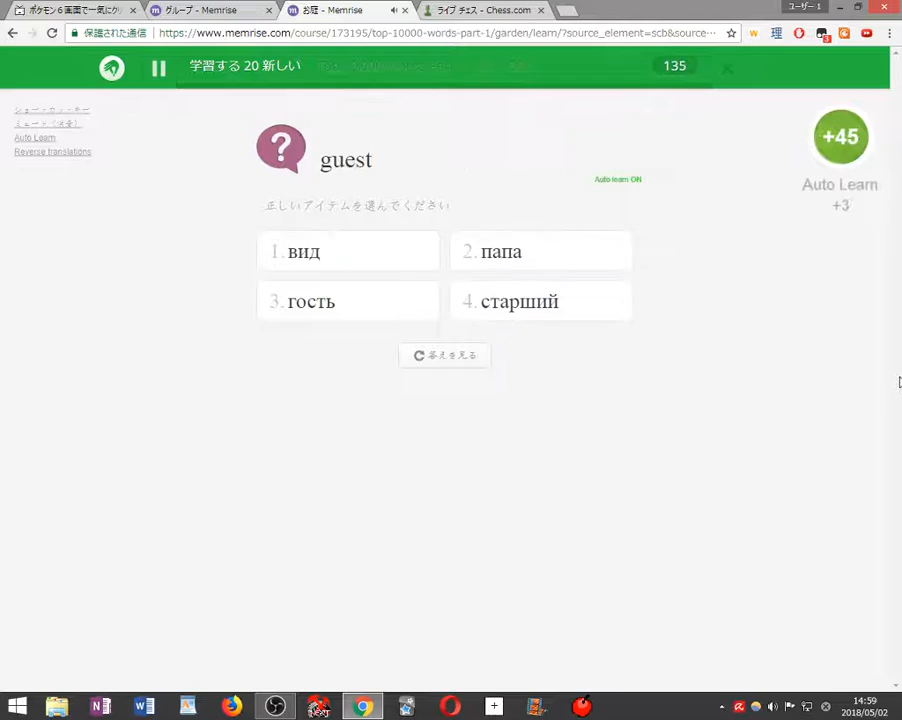 ポケモン６画面で一気にクリ
グループ - Memrise
お庭 - Memrise
ライブ チェス - Chess.com
ユーザー 1
保護された通信
https://www.memrise.com/course/173195/top-10000-words-part-1/garden/learn/?source_element=scb&source···
学習する 20 新しい
135
Auto Learn
Reverse translations
+45
Auto Learn
+3
guest
Auto learn ON
正しいアイテムを選んでください
1. вид
2. папа
3. гость
4. старший
答えを見る
14:59
2018/05/02